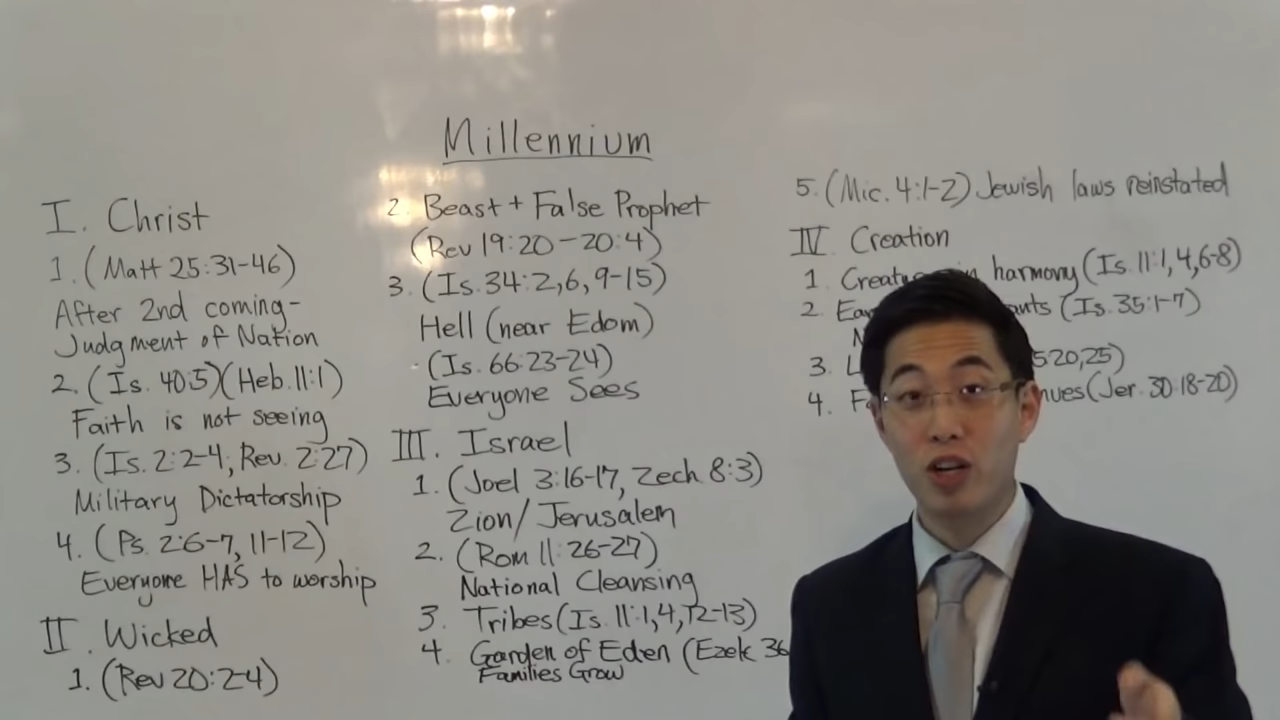 Millennium
I. Christ
1. (Matt 25:31-46)
After 2nd coming-
Judgment of Nation
2. (Is. 40:5)(Heb. 11:1)
Faith is not seeing
3. (Is. 2:2-4, Rev. 2:27)
Military Dictatorship
4. (Ps. 2:6-7, 11-12)
Everyone HAS to worship
II. Wicked
1. (Rev 20:2-4)
2. Beast + False Prophet
(Rev 19:20-20:4)
3. (Is. 34:2,6,9-15)
Hell (near Edom)
(Is. 66:23-24)
Everyone Sees
III. Israel
1. (Joel 3:16-17, Zech 8:3)
Zion/Jerusalem
2. (Rom 11:26-27)
National Cleansing
3. Tribes (Is. 11:1,4,12-13)
4. Garden of Eden (Ezek 36
Families Grow
5. (Mic. 4:1-2) Jewish laws reinstated
IV Creation
1. harmony (Is. 11:1,4,6-8)
2. (Is. 35:1-7)
3. 5:20,25)
4. (Jer. 30:18-20)